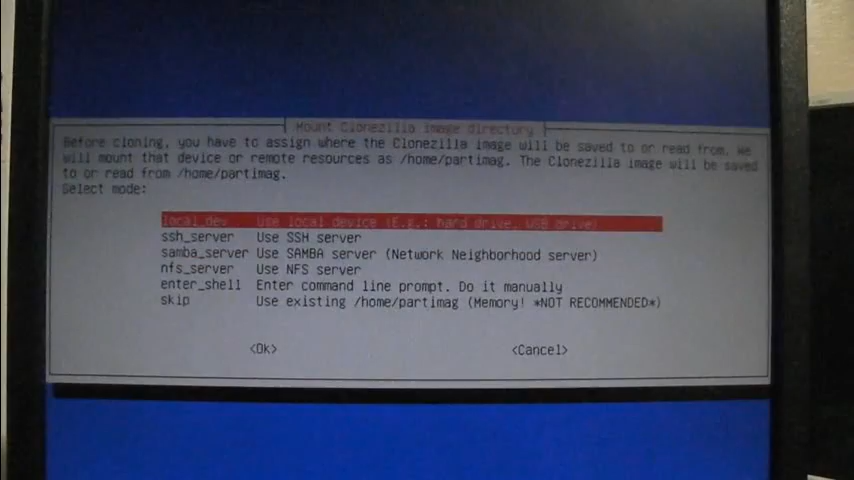 Mount Clonezilla image directory
Before cloning, you have to assign where the Clonezilla image will be saved to or read from. We
will mount that device or remote resources as /home/partimag. The Clonezilla image will be saved
to or read from /home/partimag.
Select mode:
local_dev Use local device (E.g.: hard drive, USB drive)
ssh_server Use SSH server
samba_server Use SAMBA server (Network Neighborhood server)
nfs_server Use NFS server
enter_shell Enter command line prompt. Do it manually
skip Use existing /home/partimag (Memory! *NOT RECOMMENDED*)
<Ok> <Cancel>